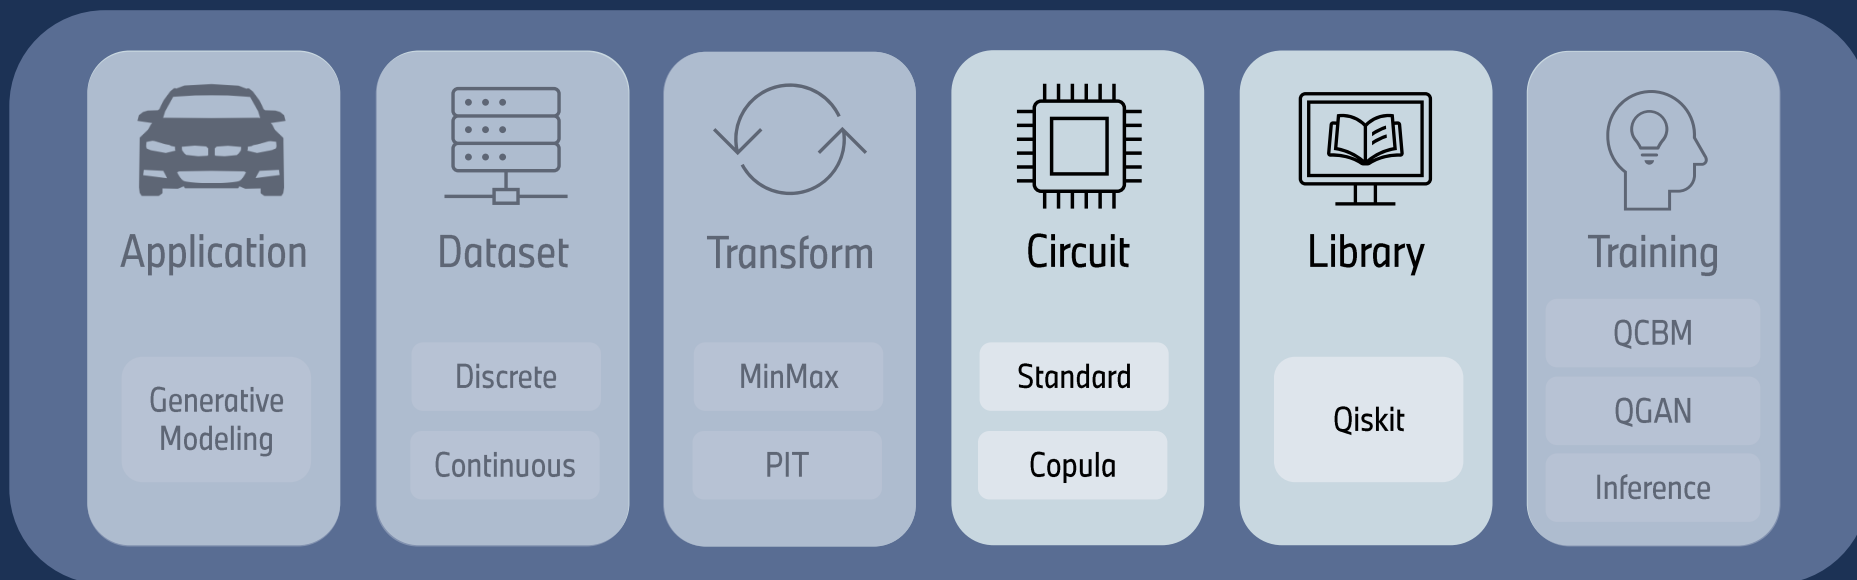 Application
Generative
Modeling
Dataset
Discrete
Continuous
Transform
MinMax
PIT
Circuit
Standard
Copula
Library
Qiskit
Training
QCBM
QGAN
Inference